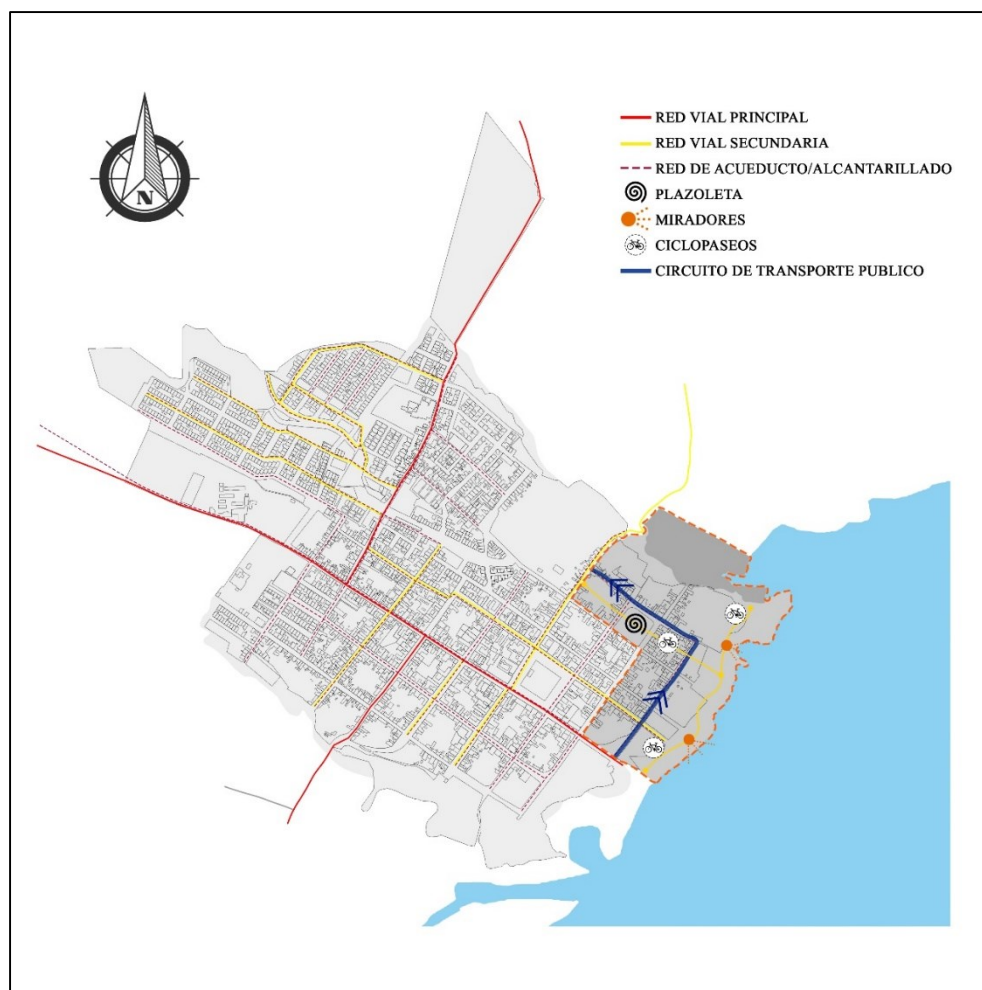 RED VIAL PRINCIPAL
RED VIAL SECUNDARIA
RED DE ACUEDUCTO/ALCANTARILLADO
PLAZOLETA
MIRADORES
CICLOPASEOS
CIRCUITO DE TRANSPORTE PUBLICO
N